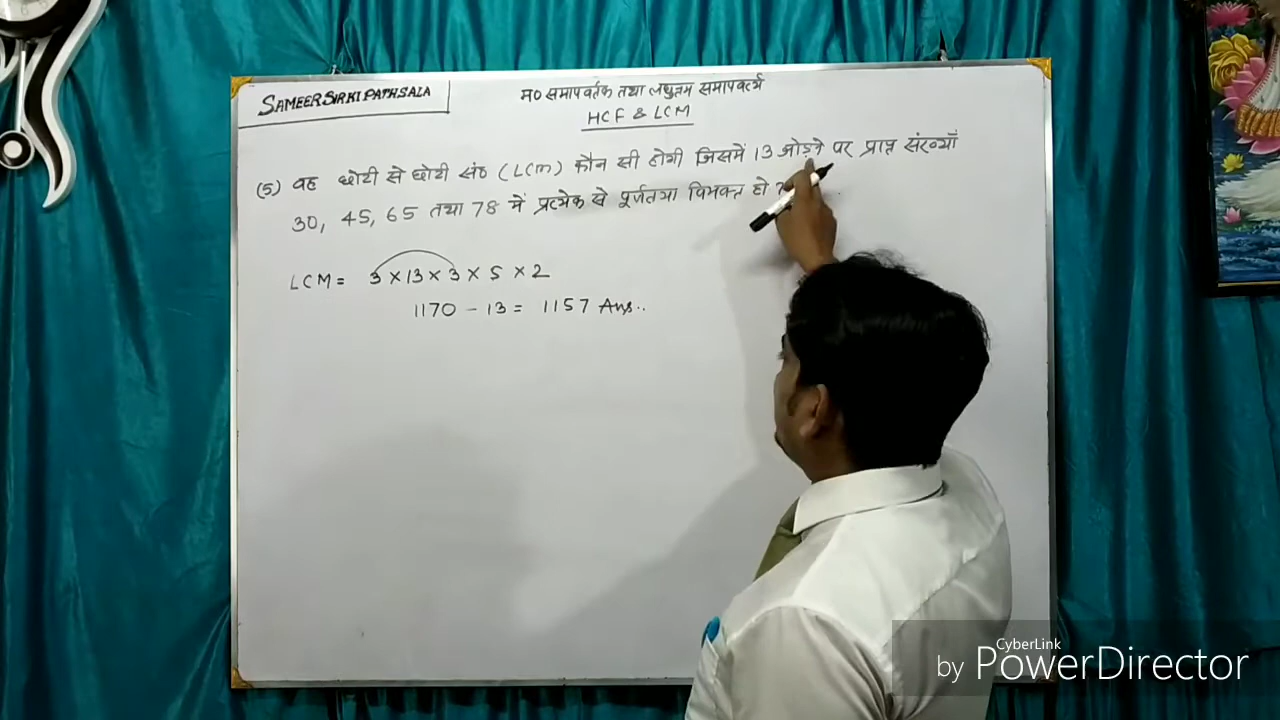 SAMEER SIR KI PATHSALA
म० समापवर्तक तथा लघुतम समापवर्त्य
HCF & LCM
(5) वह छोटी से छोटी सं० (LCM) कौन सी होगी जिसमें 13 जोड़ने पर प्राप्त संख्याँ
30, 45, 65 तथा 78 में प्रत्येक से पूर्णतया विभक्त हो
LCM = 3 × 13 × 3 × 5 × 2
1170 - 13 = 1157 Ans..
CyberLink
by PowerDirector